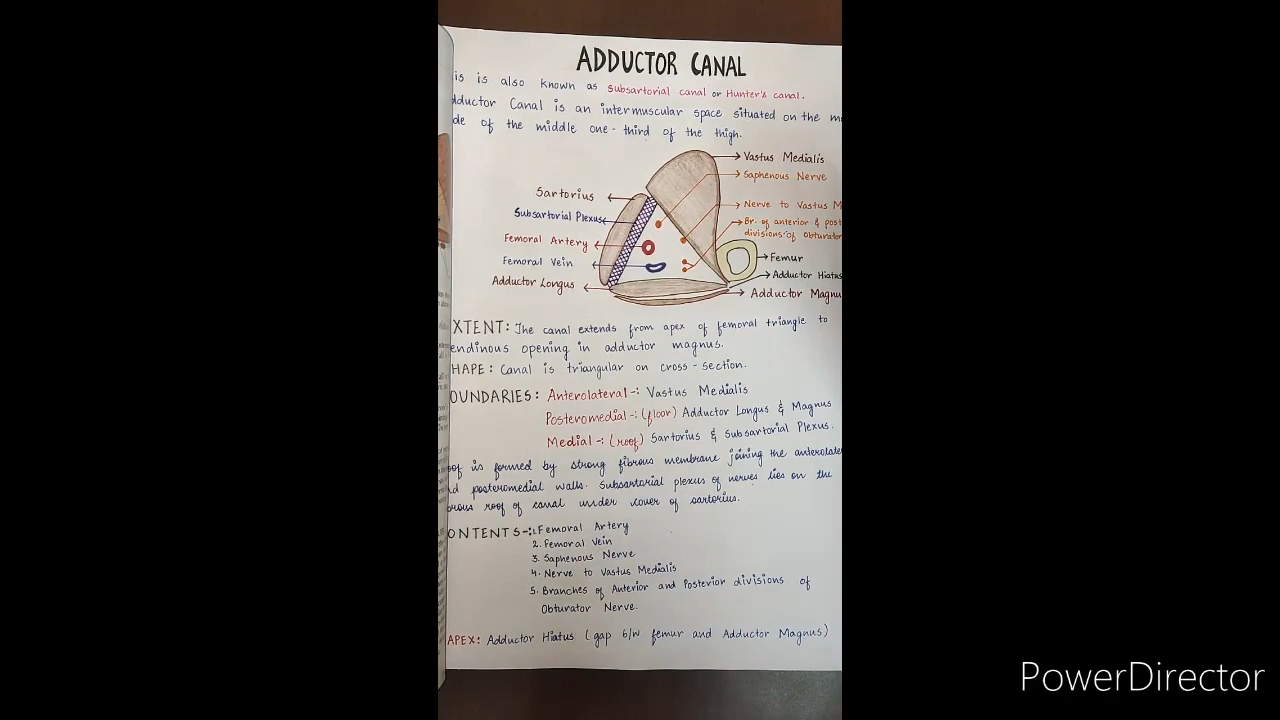 ADDUCTOR CANAL
is is also known as Subsartorial canal or Hunter's canal.
dductor Canal is an intermuscular space situated on the m
de of the middle one-third of the thigh.
Vastus Medialis
Saphenous Nerve
Sartorius
Nerve to Vastus M
Subsartorial Plexus
Br. of anterior & post
divisions of obturator
Femoral Artery
Femur
Femoral Vein
Adductor Hiatus
Adductor Longus
Adductor Magnu
XTENT: The canal extends from apex of femoral triangle to
endinous opening in adductor magnus.
HAPE: Canal is triangular on cross-section.
OUNDARIES: Anterolateral-: Vastus Medialis
Posteromedial-: (floor) Adductor Longus & Magnus
Medial-: (roof) Sartorius & Subsartorial Plexus.
oof is formed by strong fibrous membrane joining the anterolate
nd posteromedial walls. Subsartorial plexus of nerves lies on the
brous roof of canal under cover of sartorius.
ONTENTS-: 1. Femoral Artery
2. Femoral Vein
3. Saphenous Nerve
4. Nerve to Vastus Medialis
5. Branches of Anterior and Posterior divisions of
Obturator Nerve.
APEX: Adductor Hiatus (gap b/w femur and Adductor Magnus)
PowerDirector